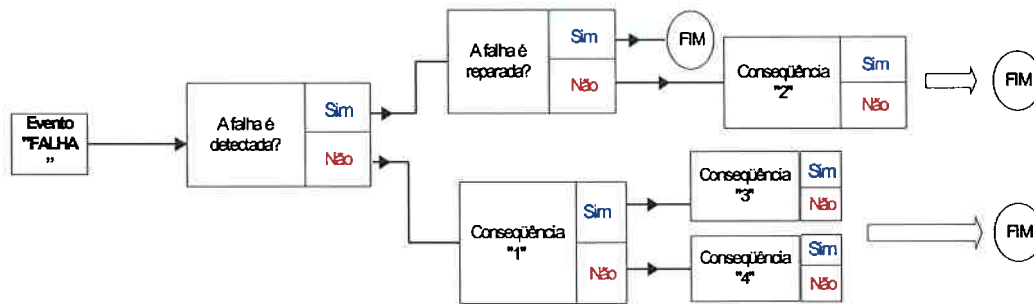 Evento
"FALHA
"
A falha é
detectada?
Sim
Não
A falha é
reparada?
Sim
Não
FIM
Conseqüência
"2"
Sim
Não
FIM
Conseqüência
"1"
Sim
Não
Conseqüência
"3"
Sim
Não
Conseqüência
"4"
Sim
Não
FIM